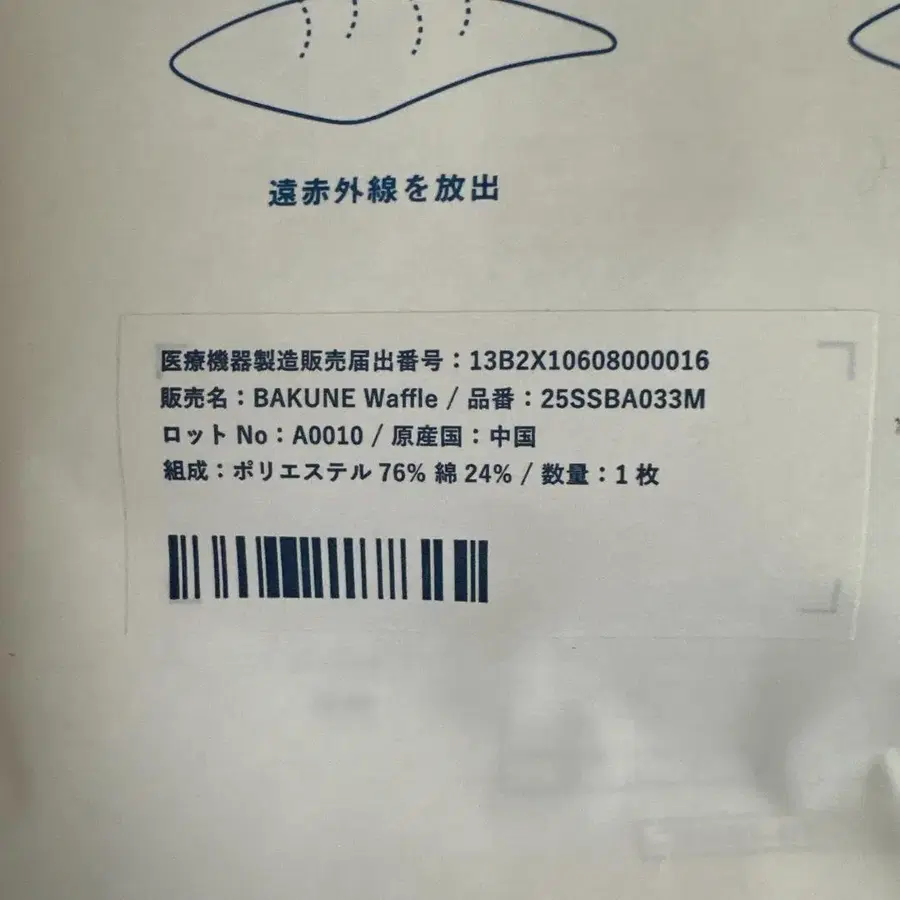 遠赤外線を放出
医療機器製造販売届出番号：13B2X10608000016
販売名：BAKUNE Waffle / 品番：25SSBA033M
ロット No：A0010 / 原産国：中国
組成：ポリエステル 76% 綿 24% / 数量：1 枚